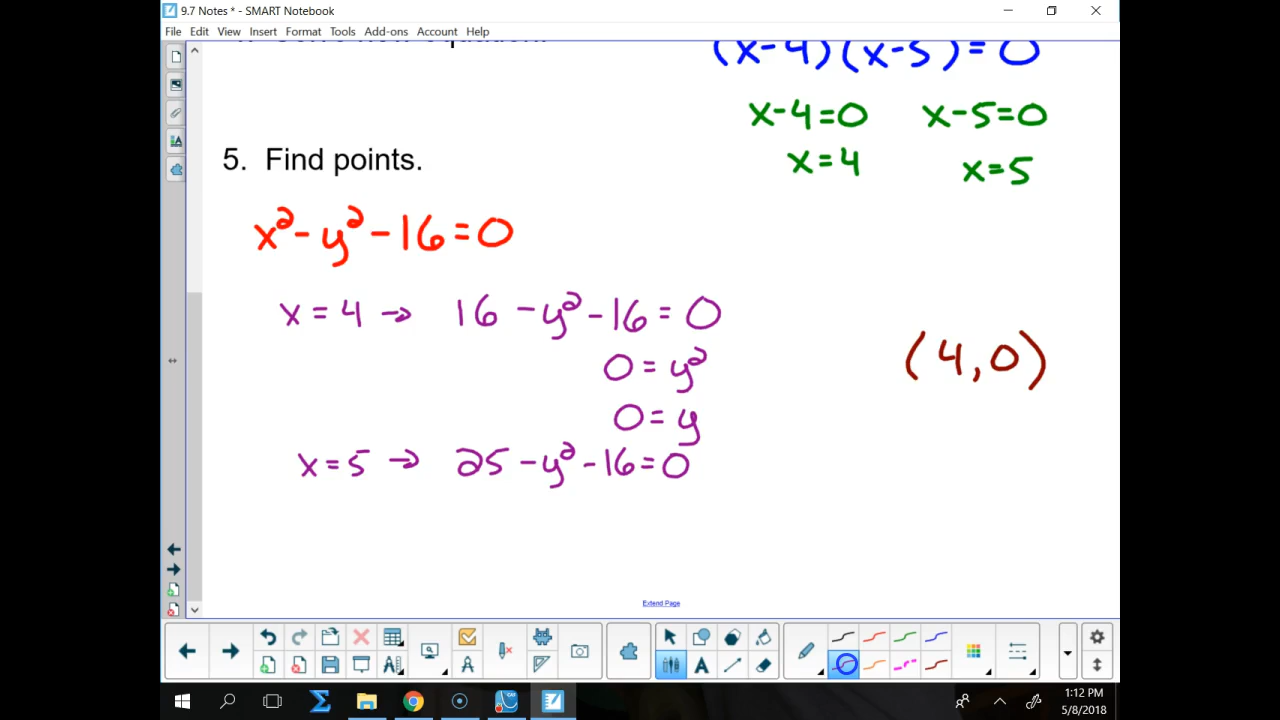 9.7 Notes * - SMART Notebook
File Edit View Insert Format Tools Add-ons Account Help
(x-4)(x-5)=0
x-4=0 x-5=0
x=4 x=5
5. Find points.
x²-y²-16=0
x=4 → 16-y²-16=0
0=y²
(4,0)
0=y
x=5 → 25-y²-16=0
Extend Page
1:12 PM
5/8/2018